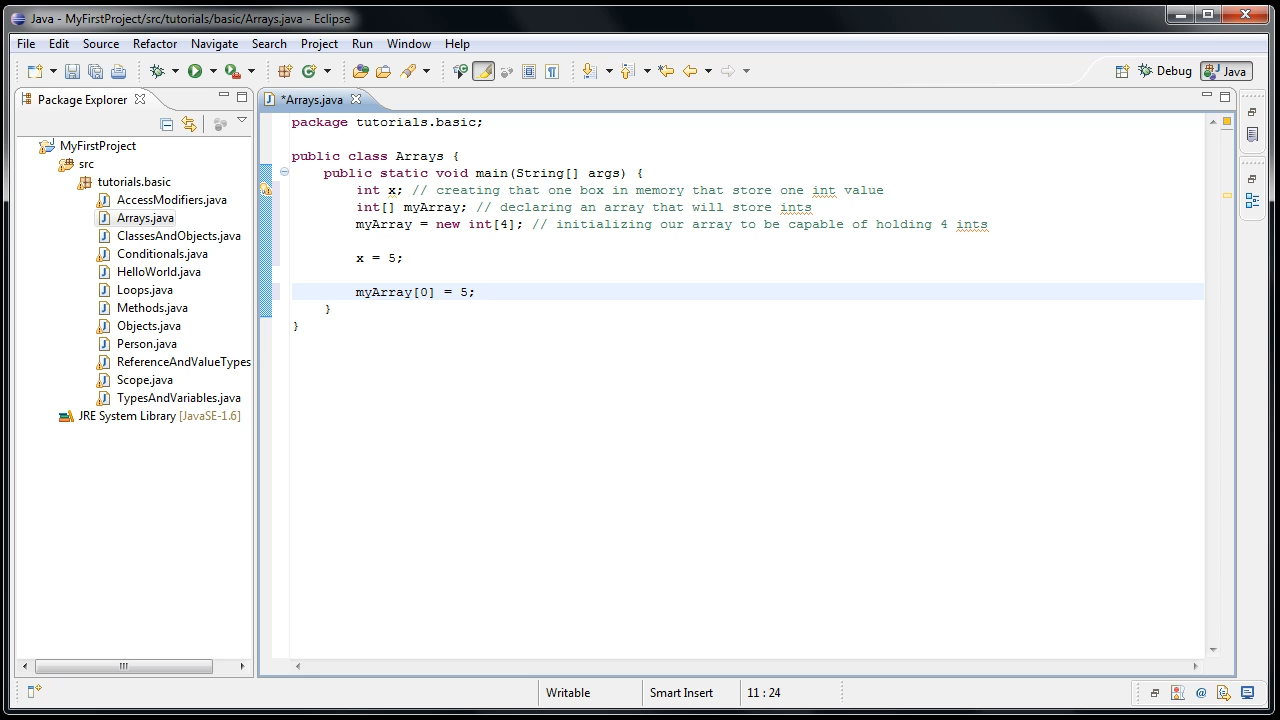 Java - MyFirstProject/src/tutorials/basic/Arrays.java - Eclipse
File Edit Source Refactor Navigate Search Project Run Window Help
Debug Java
Package Explorer
*Arrays.java
MyFirstProject
src
tutorials.basic
AccessModifiers.java
Arrays.java
ClassesAndObjects.java
Conditionals.java
HelloWorld.java
Loops.java
Methods.java
Objects.java
Person.java
ReferenceAndValueTypes
Scope.java
TypesAndVariables.java
JRE System Library [JavaSE-1.6]
package tutorials.basic;
public class Arrays {
public static void main(String[] args) {
int x; // creating that one box in memory that store one int value
int[] myArray; // declaring an array that will store ints
myArray = new int[4]; // initializing our array to be capable of holding 4 ints
x = 5;
myArray[0] = 5;
}
}
Writable Smart Insert 11 : 24